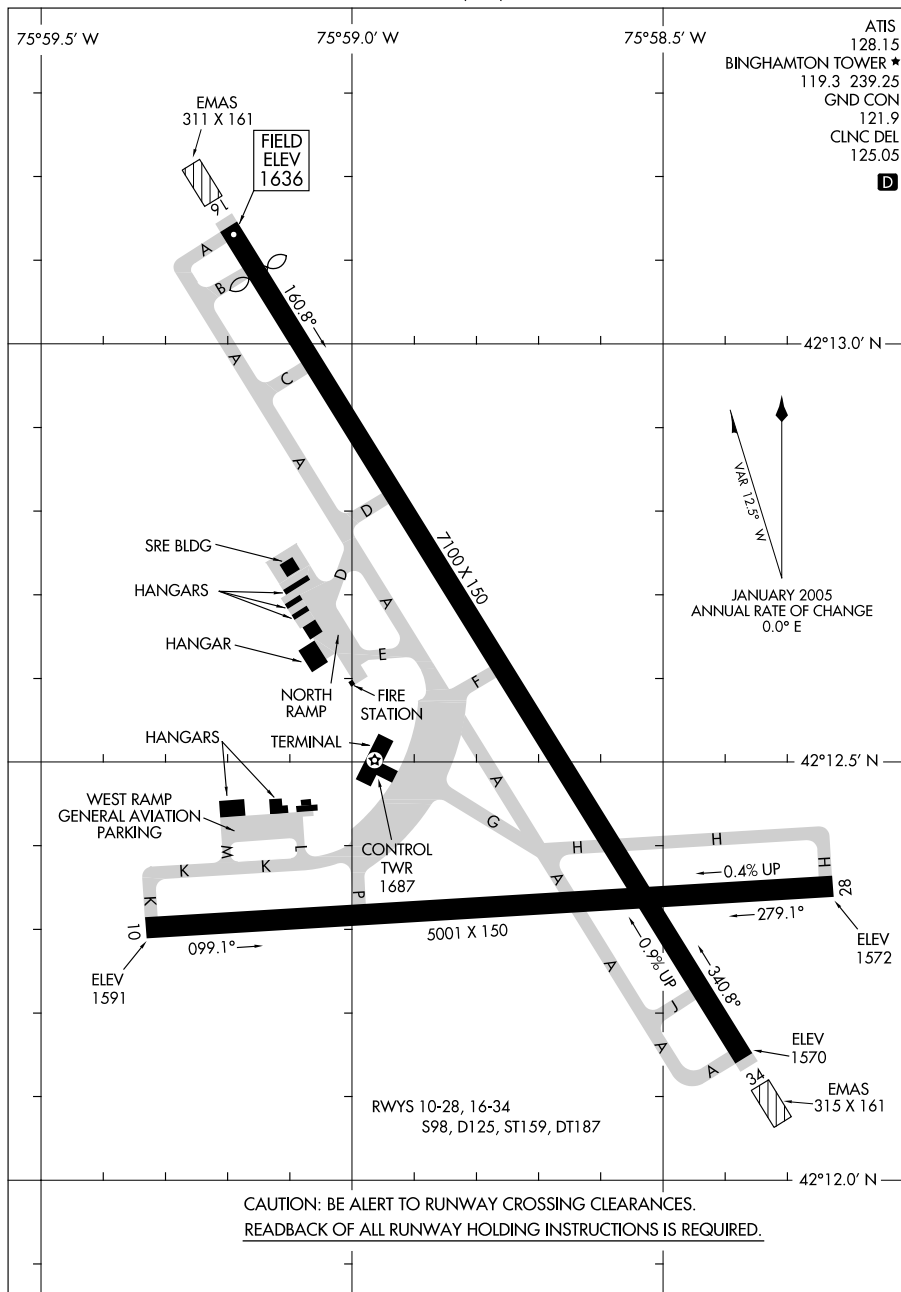 75°59.5' W
75°59.0' W
75°58.5' W
ATIS
128.15
BINGHAMTON TOWER ★
119.3 239.25
GND CON
121.9
CLNC DEL
125.05
D
EMAS
311 X 161
FIELD
ELEV
1636
16
A
B
160.8°
42°13.0' N
A
C
A
VAR 12.5° W
D
7100 X 150
SRE BLDG
D
HANGARS
A
JANUARY 2005
ANNUAL RATE OF CHANGE
0.0° E
HANGAR
E
F
NORTH
RAMP
FIRE
STATION
HANGARS
TERMINAL
42°12.5' N
A
WEST RAMP
GENERAL AVIATION
PARKING
G
M
L
CONTROL
TWR
1687
H
H
H
K
K
K
P
A
0.4% UP
28
10
099.1°
5001 X 150
279.1°
ELEV
1591
ELEV
1572
0.9% UP
340.8°
A
J
A
A
ELEV
1570
34
EMAS
315 X 161
RWYS 10-28, 16-34
S98, D125, ST159, DT187
42°12.0' N
CAUTION: BE ALERT TO RUNWAY CROSSING CLEARANCES.
READBACK OF ALL RUNWAY HOLDING INSTRUCTIONS IS REQUIRED.